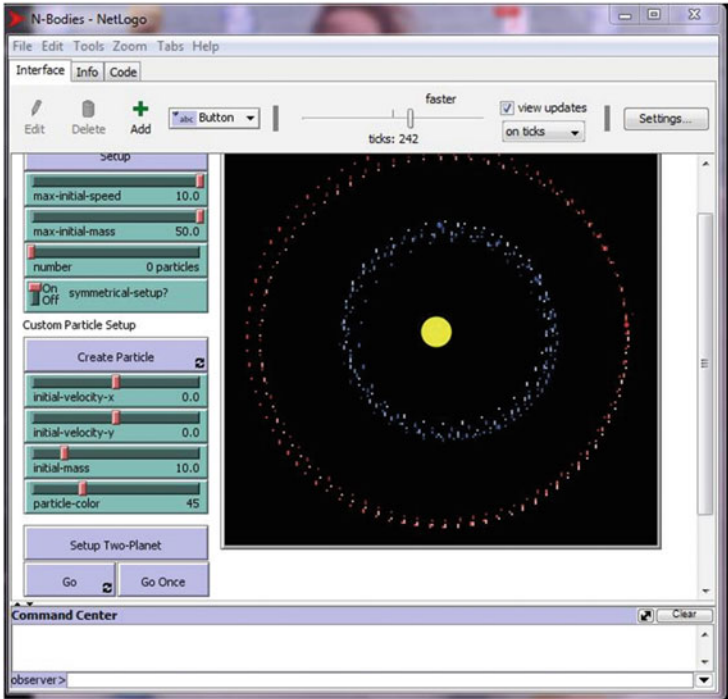 N-Bodies - NetLogo
File Edit Tools Zoom Tabs Help
Interface Info Code
Edit Delete Add abc Button faster view updates Settings...
ticks: 242 on ticks
Setup
max-initial-speed 10.0
max-initial-mass 50.0
number 0 particles
On
Off symmetrical-setup?
Custom Particle Setup
Create Particle
initial-velocity-x 0.0
initial-velocity-y 0.0
initial-mass 10.0
particle-color 45
Setup Two-Planet
Go Go Once
Command Center Clear
observer>